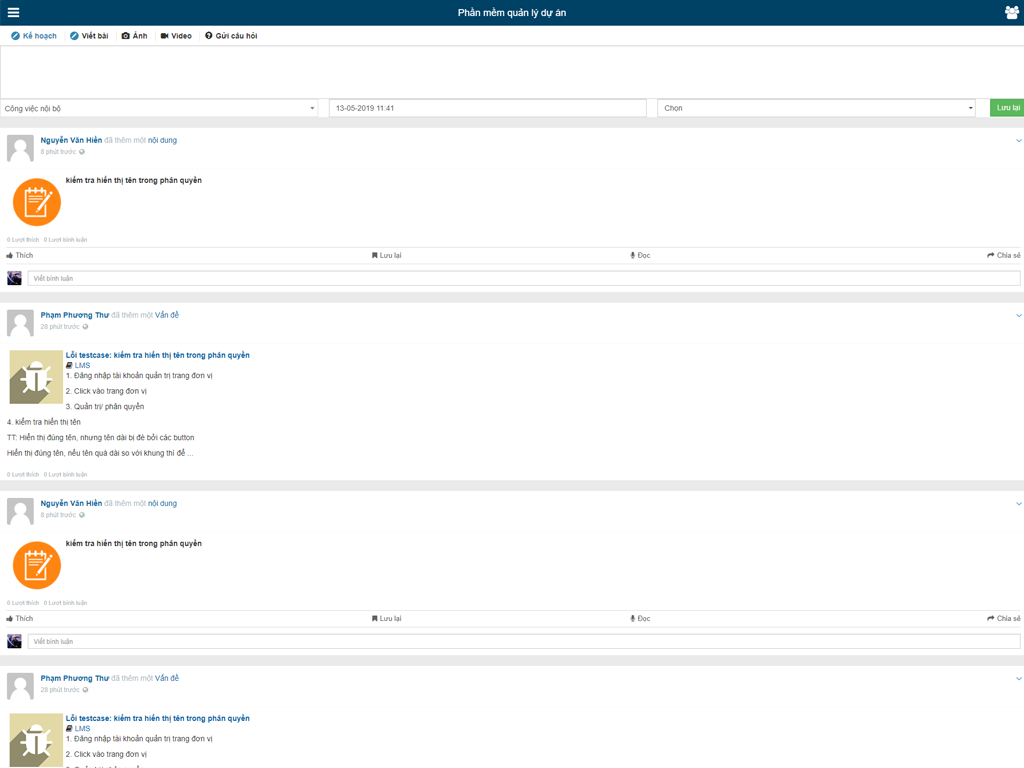 Phần mềm quản lý dự án
Kế hoạch Viết bài Ảnh Video Gửi câu hỏi
Công việc nội bộ 13-05-2019 11:41 Chọn Lưu lại
Nguyễn Văn Hiền đã thêm một nội dung
8 phút trước
kiểm tra hiển thị tên trong phân quyền
0 Lượt thích 0 Lượt bình luận
Thích Lưu lại Đọc Chia sẻ
Viết bình luận
Phạm Phương Thư đã thêm một Vấn đề
28 phút trước
Lỗi testcase: kiểm tra hiển thị tên trong phân quyền
LMS
1. Đăng nhập tài khoản quản trị trang đơn vị
2. Click vào trang đơn vị
3. Quản trị/ phân quyền
4. kiểm tra hiển thị tên
TT: Hiển thị đúng tên, nhưng tên dài bị đè bởi các button
Hiển thị đúng tên, nếu tên quá dài so với khung thì để ...
0 Lượt thích 0 Lượt bình luận
Nguyễn Văn Hiền đã thêm một nội dung
8 phút trước
kiểm tra hiển thị tên trong phân quyền
0 Lượt thích 0 Lượt bình luận
Thích Lưu lại Đọc Chia sẻ
Viết bình luận
Phạm Phương Thư đã thêm một Vấn đề
28 phút trước
Lỗi testcase: kiểm tra hiển thị tên trong phân quyền
LMS
1. Đăng nhập tài khoản quản trị trang đơn vị
2. Click vào trang đơn vị